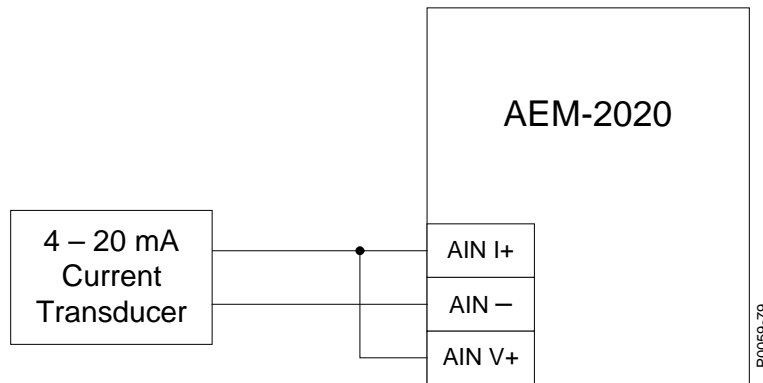 AEM-2020
4 – 20 mA
Current
Transducer
AIN I+
AIN –
AIN V+
P0059-79